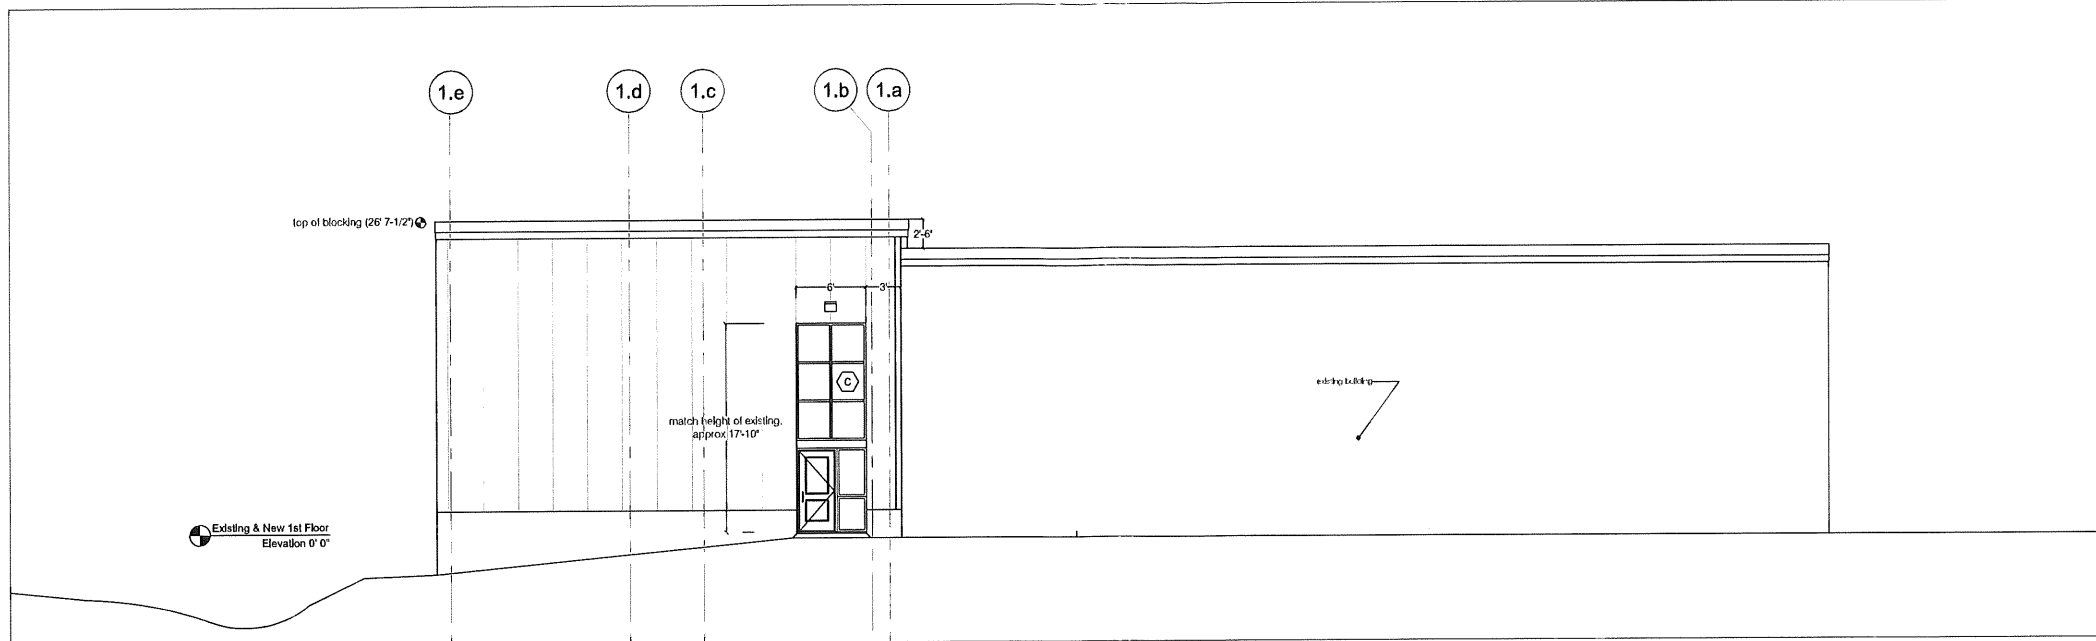 1.e
1.d
1.c
1.b
1.a
top of blocking (26' 7-1/2")
2'-6"
6'
3'
C
match height of existing,
approx 17'-10"
existing building
Existing & New 1st Floor
Elevation 0' 0"